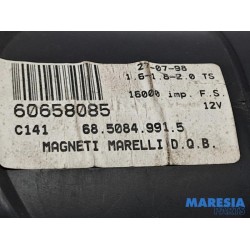 27-07-98
1.6-1.8-2.0 TS
16000 imp. F.S.
60658085
12V
C141 68.5084.991.5
MAGNETI MARELLI D.Q.B.
MARESIA